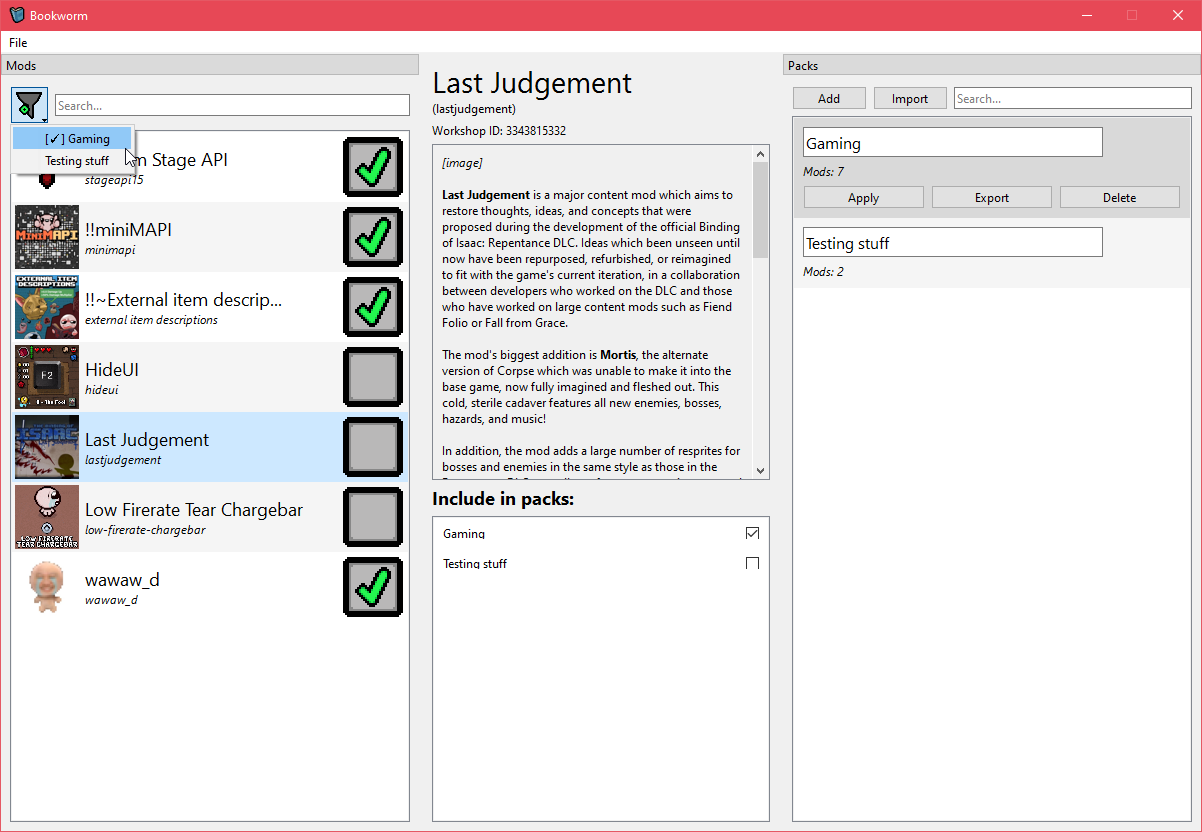 Bookworm
File
Mods
Search...
[✓] Gaming
Testing stuff
m Stage API
stageapi15
MINIMAPI
!!miniMAPI
minimapi
EXTERNAL ITEM
DESCRIPTIONS
!!~External item descrip...
external item descriptions
F2
HideUI
hideui
Last Judgement
lastjudgement
LOW FIRERATE
TEAR CHARGEBAR
Low Firerate Tear Chargebar
low-firerate-chargebar
wawaw_d
wawaw_d
Last Judgement
(lastjudgement)
Workshop ID: 3343815332
[image]
Last Judgement is a major content mod which aims to
restore thoughts, ideas, and concepts that were
proposed during the development of the official Binding
of Isaac: Repentance DLC. Ideas which been unseen until
now have been repurposed, refurbished, or reimagined
to fit with the game's current iteration, in a collaboration
between developers who worked on the DLC and those
who have worked on large content mods such as Fiend
Folio or Fall from Grace.
The mod's biggest addition is Mortis, the alternate
version of Corpse which was unable to make it into the
base game, now fully imagined and fleshed out. This
cold, sterile cadaver features all new enemies, bosses,
hazards, and music!
In addition, the mod adds a large number of resprites for
bosses and enemies in the same style as those in the
Include in packs:
Gaming
Testing stuff
Packs
Add
Import
Search...
Gaming
Mods: 7
Apply
Export
Delete
Testing stuff
Mods: 2